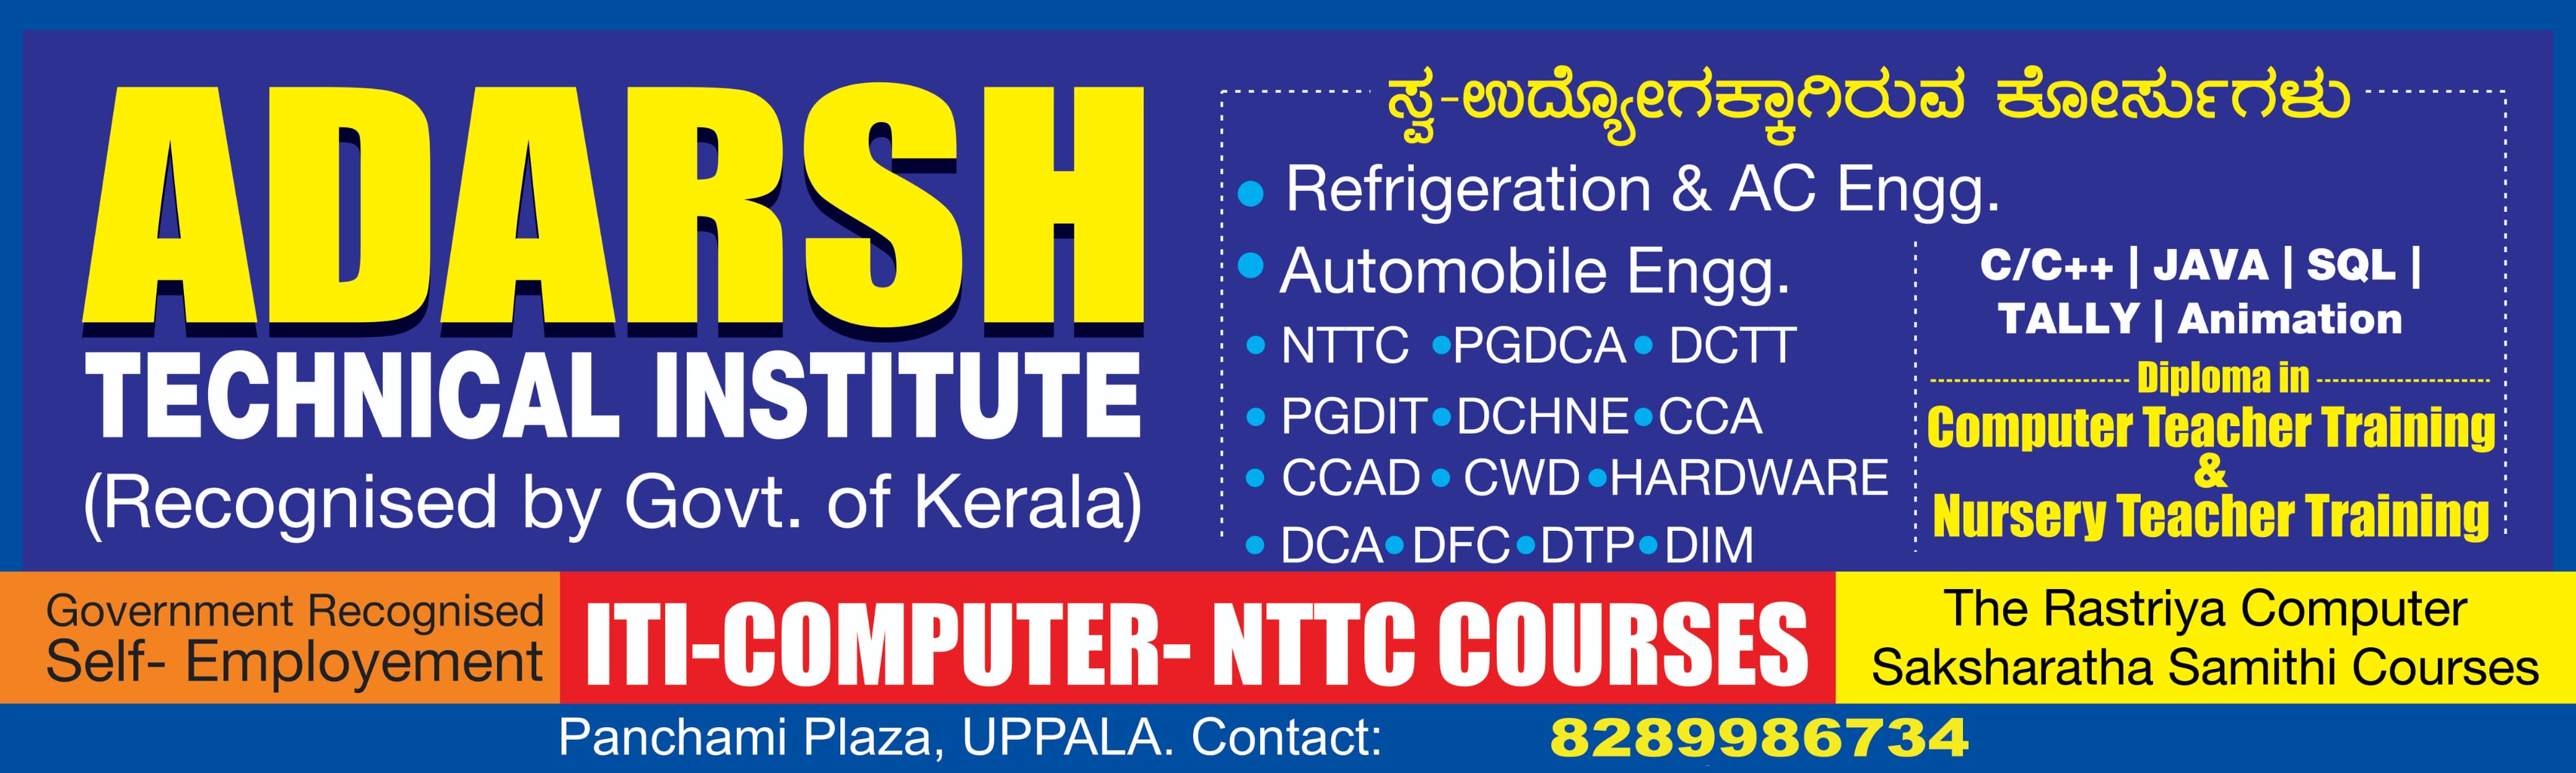 ADARSH
TECHNICAL INSTITUTE
(Recognised by Govt. of Kerala)
ಸ್ವ-ಉದ್ಯೋಗಕ್ಕಾಗಿರುವ ಕೋರ್ಸುಗಳು
• Refrigeration & AC Engg.
• Automobile Engg.
• NTTC •PGDCA• DCTT
• PGDIT•DCHNE•CCA
• CCAD• CWD•HARDWARE
• DCA•DFC•DTP•DIM
C/C++ | JAVA | SQL |
TALLY | Animation
Diploma in
Computer Teacher Training
&
Nursery Teacher Training
Government Recognised
Self- Employement
ITI-COMPUTER- NTTC COURSES
The Rastriya Computer
Saksharatha Samithi Courses
Panchami Plaza, UPPALA. Contact: 8289986734